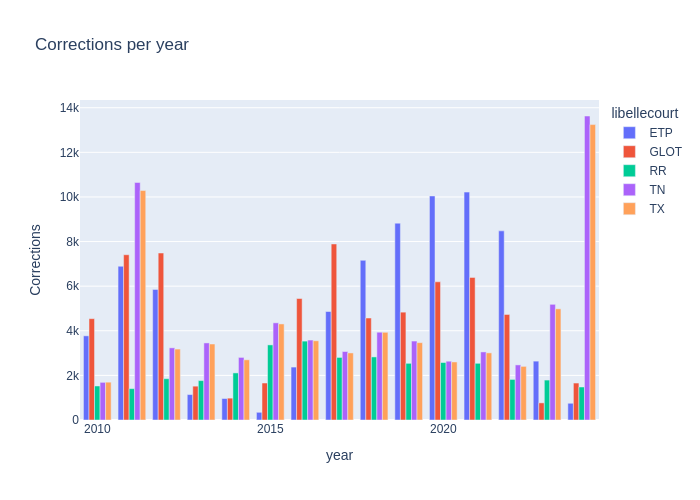 Corrections per year
14k
12k
10k
8k
6k
4k
2k
0
Corrections
2010
2015
2020
year
libellecourt
ETP
GLOT
RR
TN
TX